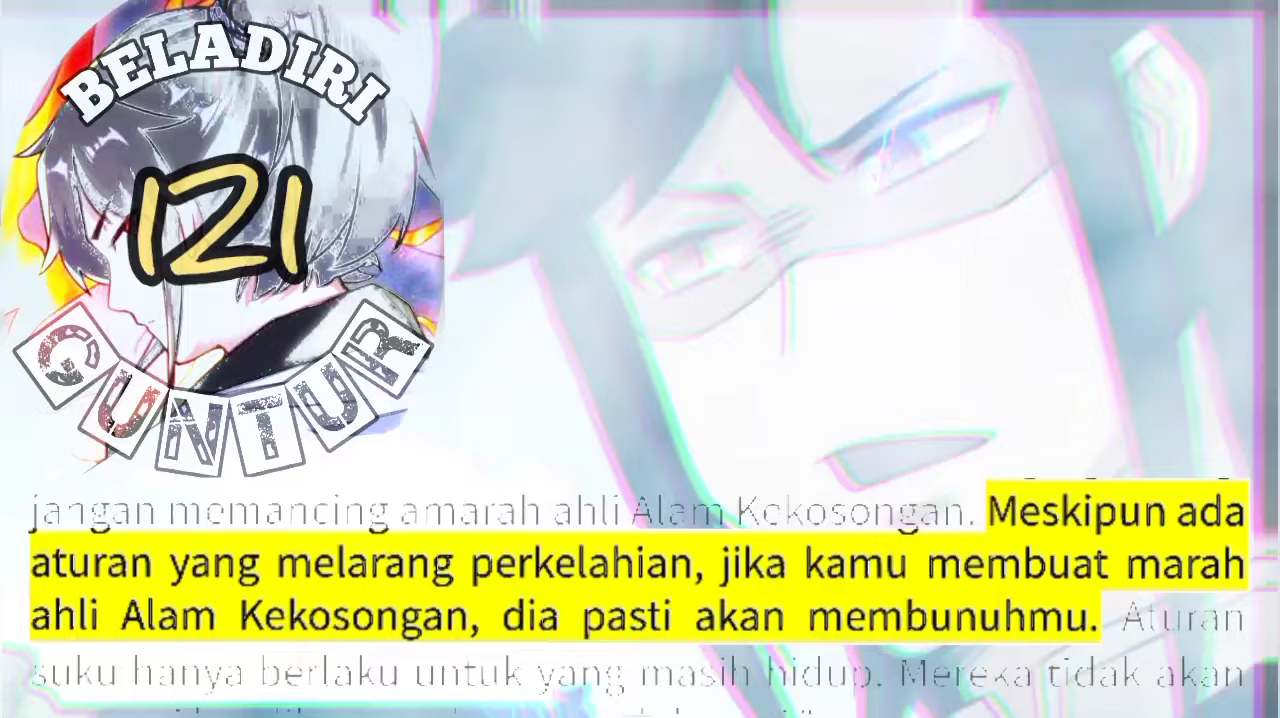 BELADIRI
121
GUNTUR
jangan memancing amarah ahli Alam Kekosongan. Meskipun ada
aturan yang melarang perkelahian, jika kamu membuat marah
ahli Alam Kekosongan, dia pasti akan membunuhmu. Aturan
suku hanya berlaku untuk yang masih hidup. Mereka tidak akan